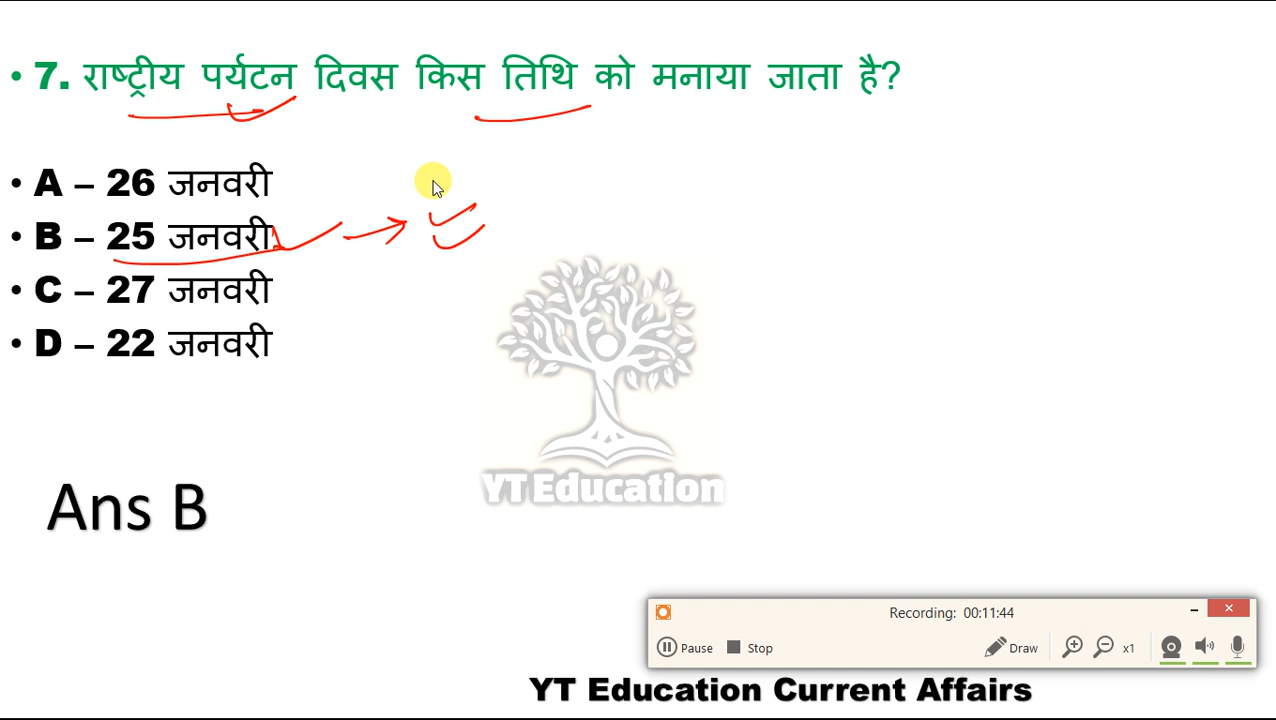 • 7. राष्ट्रीय पर्यटन दिवस किस तिथि को मनाया जाता है?
• A – 26 जनवरी
• B – 25 जनवरी
• C – 27 जनवरी
• D – 22 जनवरी
YT Education
Ans B
Recording: 00:11:44
Pause Stop Draw x1
YT Education Current Affairs